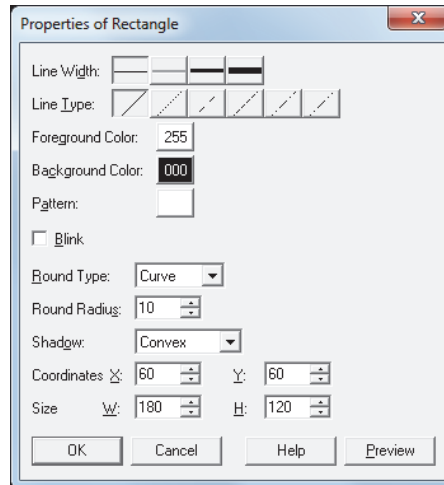 Properties of Rectangle
Line Width:
Line Type:
Foreground Color: 255
Background Color: 000
Pattern:
Blink
Round Type: Curve
Round Radius: 10
Shadow: Convex
Coordinates X: 60 Y: 60
Size W: 180 H: 120
OK Cancel Help Preview